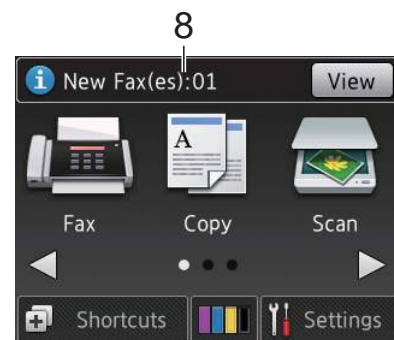 8
New Fax(es):01 View
A
Fax Copy Scan
Shortcuts Settings